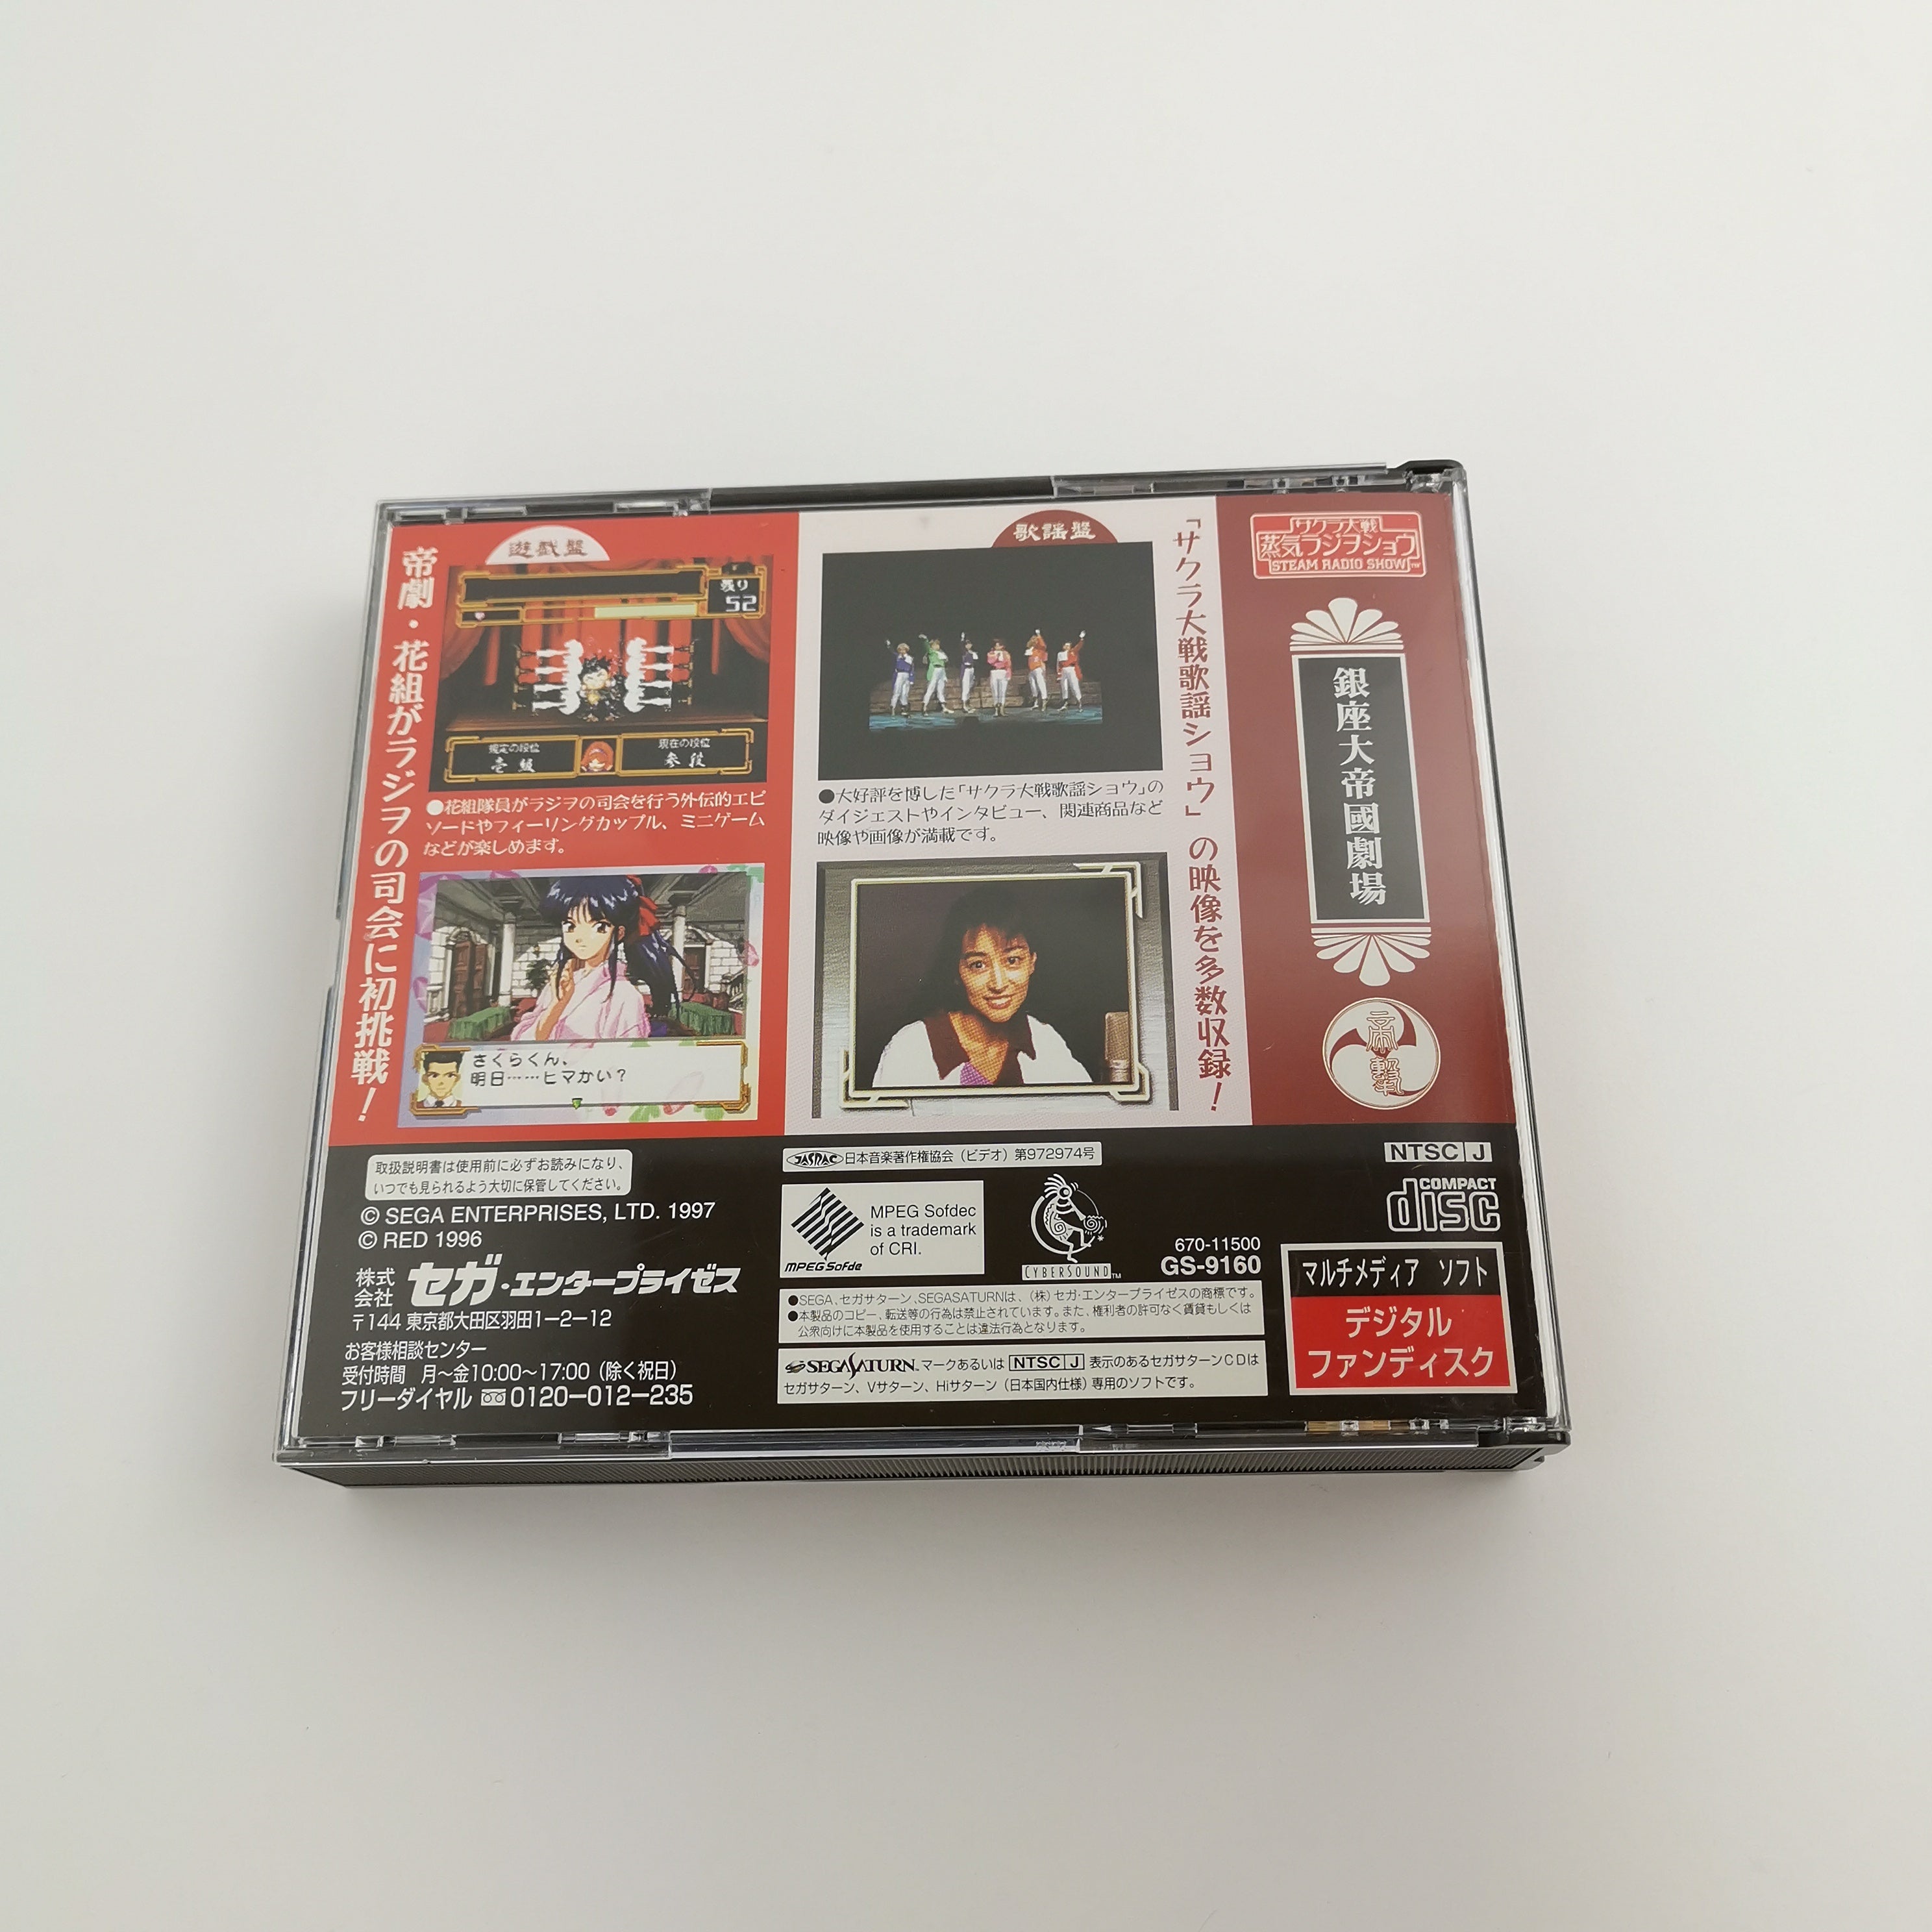 帝劇・花組がラジヲの司会に初挑戦！
遊戯盤
残り
52
規定の段位
壱級
現在の段位
参段
●花組隊員がラジヲの司会を行う外伝的エピ
ソードやフィーリングカップル、ミニゲーム
などが楽しめます。
さくらくん、
明日……ヒマかい？
歌謡盤
「サクラ大戦歌謡ショウ」の映像を多数収録！
●大好評を博した「サクラ大戦歌謡ショウ」の
ダイジェストやインタビュー、関連商品など
映像や画像が満載です。
サクラ大戦
蒸気ラジヲショウ
STEAM RADIO SHOW™
銀座大帝國劇場
取扱説明書は使用前に必ずお読みになり、
いつでも見られるよう大切に保管してください。
© SEGA ENTERPRISES, LTD. 1997
© RED 1996
株式会社 セガ・エンタープライゼス
〒144 東京都大田区羽田1－2－12
お客様相談センター
受付時間　月〜金10:00〜17:00（除く祝日）
フリーダイヤル 0120－012－235
JASRAC 日本音楽著作権協会（ビデオ）第972974号
MPEG Sofdec
is a trademark
of CRI.
MPEG Sofde
CYBERSOUND™
670-11500
GS-9160
●SEGA、セガサターン、SEGASATURNは、（株）セガ・エンタープライゼスの商標です。
●本製品のコピー、転送等の行為は禁止されています。また、権利者の許可なく賃貸もしくは
公衆向けに本製品を使用することは違法行為となります。
SEGASATURN™マークあるいは NTSC J 表示のあるセガサターンCDは
セガサターン、Vサターン、Hiサターン（日本国内仕様）専用のソフトです。
NTSC J
COMPACT
disc
マルチメディア ソフト
デジタル
ファンディスク